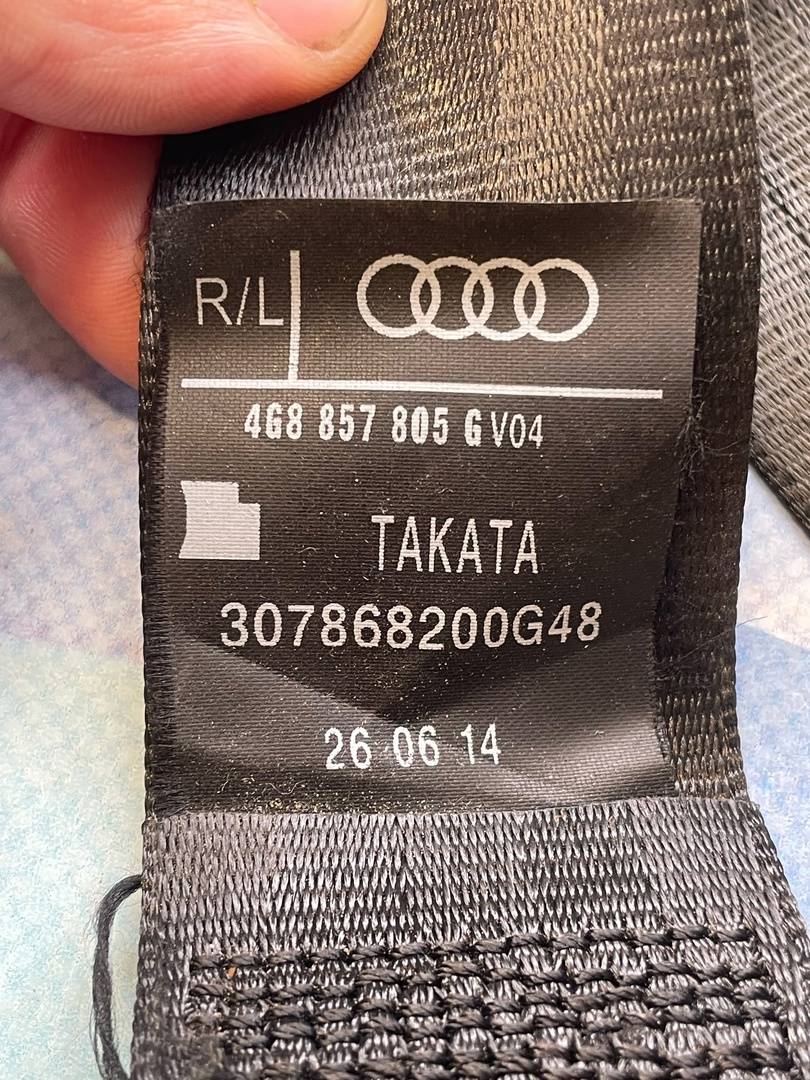 R/L
4G8 857 805 G V04
TAKATA
307868200G48
26 06 14